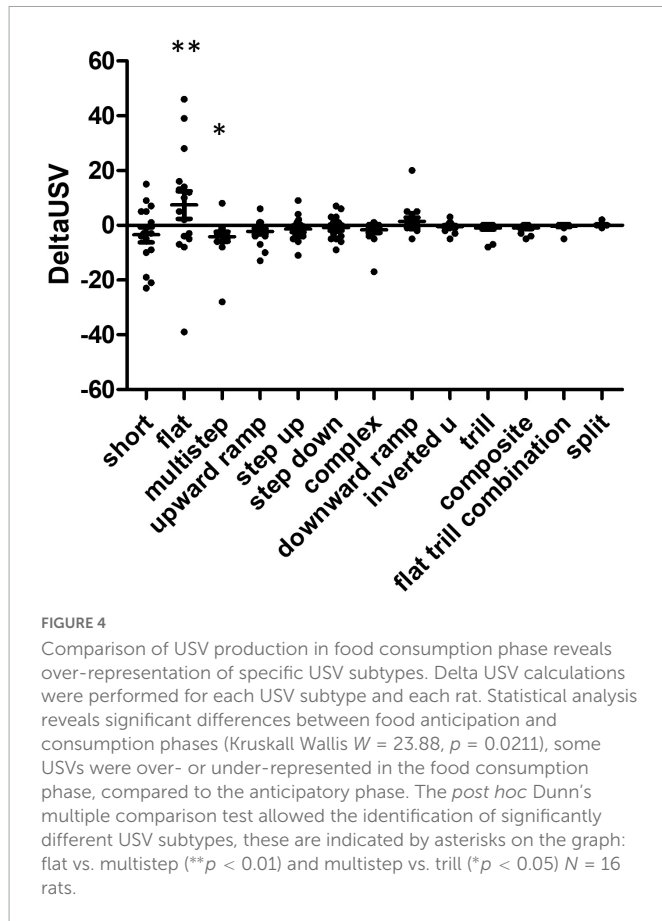 **
60
*
40
20
0
-20
-40
-60
DeltaUSV
short
flat
multistep
upward ramp
step up
step down
complex
downward ramp
inverted u
trill
composite
flat trill combination
split
FIGURE 4
Comparison of USV production in food consumption phase reveals
over-representation of specific USV subtypes. Delta USV calculations
were performed for each USV subtype and each rat. Statistical analysis
reveals significant differences between food anticipation and
consumption phases (Kruskall Wallis W = 23.88, p = 0.0211), some
USVs were over- or under-represented in the food consumption
phase, compared to the anticipatory phase. The post hoc Dunn's
multiple comparison test allowed the identification of significantly
different USV subtypes, these are indicated by asterisks on the graph:
flat vs. multistep (**p < 0.01) and multistep vs. trill (*p < 0.05) N = 16
rats.